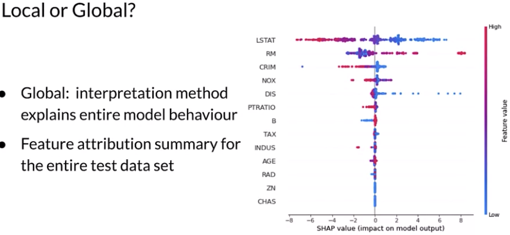 Local or Global?
● Global: interpretation method
explains entire model behaviour
● Feature attribution summary for
the entire test data set
High
LSTAT
RM
CRIM
NOX
DIS
PTRATIO
B
TAX
INDUS
AGE
RAD
ZN
CHAS
Feature value
Low
−8 −6 −4 −2 0 2 4 6 8
SHAP value (impact on model output)